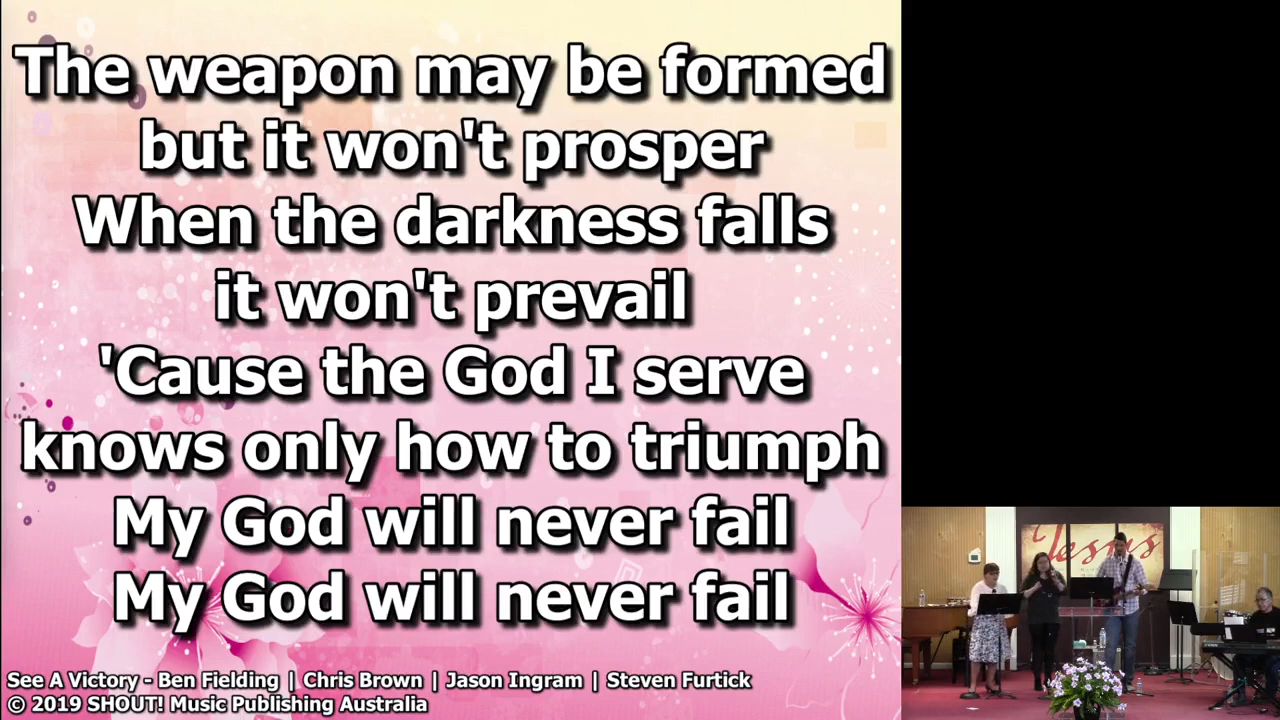 The weapon may be formed
but it won't prosper
When the darkness falls
it won't prevail
'Cause the God I serve
knows only how to triumph
My God will never fail
My God will never fail
See A Victory - Ben Fielding | Chris Brown | Jason Ingram | Steven Furtick
© 2019 SHOUT! Music Publishing Australia
Jesus